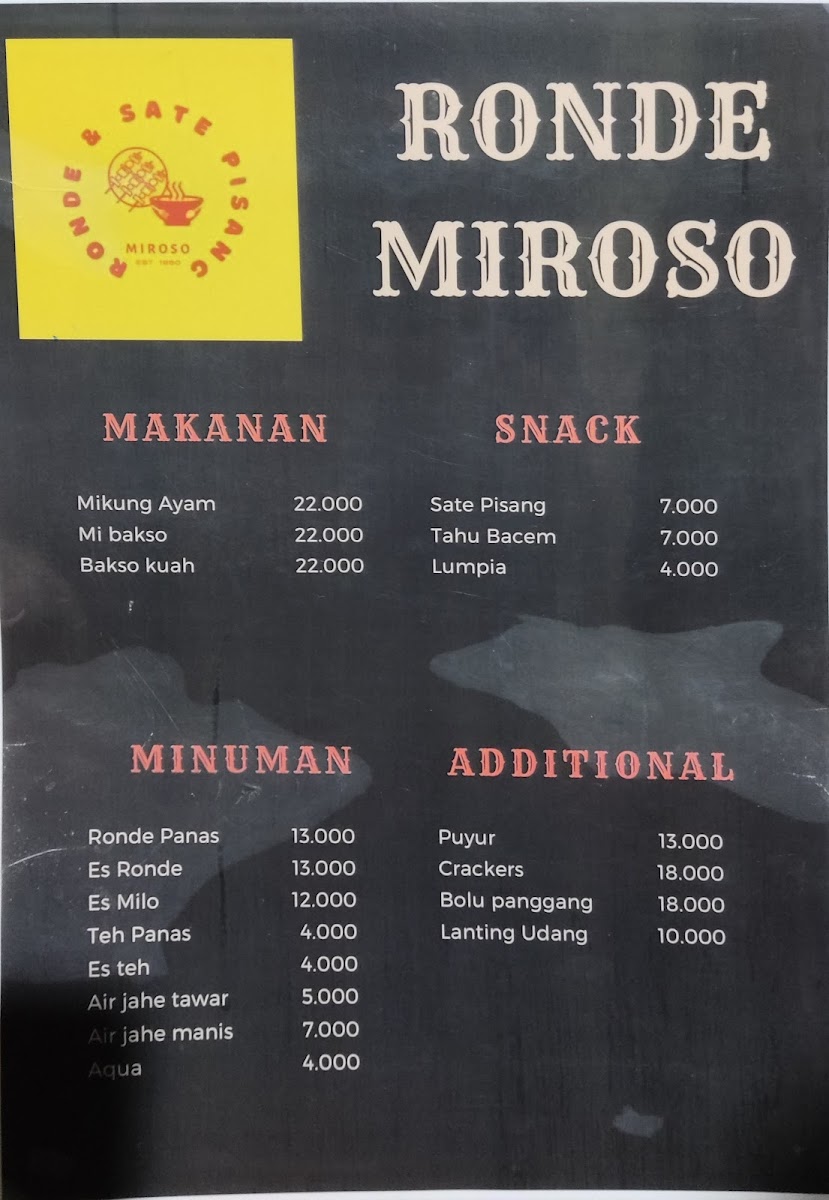 RONDE & SATE PISANG
MIROSO
EST 1950
RONDE
MIROSO
MAKANAN
Mikung Ayam 22.000
Mi bakso 22.000
Bakso kuah 22.000
SNACK
Sate Pisang 7.000
Tahu Bacem 7.000
Lumpia 4.000
MINUMAN
Ronde Panas 13.000
Es Ronde 13.000
Es Milo 12.000
Teh Panas 4.000
Es teh 4.000
Air jahe tawar 5.000
Air jahe manis 7.000
Aqua 4.000
ADDITIONAL
Puyur 13.000
Crackers 18.000
Bolu panggang 18.000
Lanting Udang 10.000